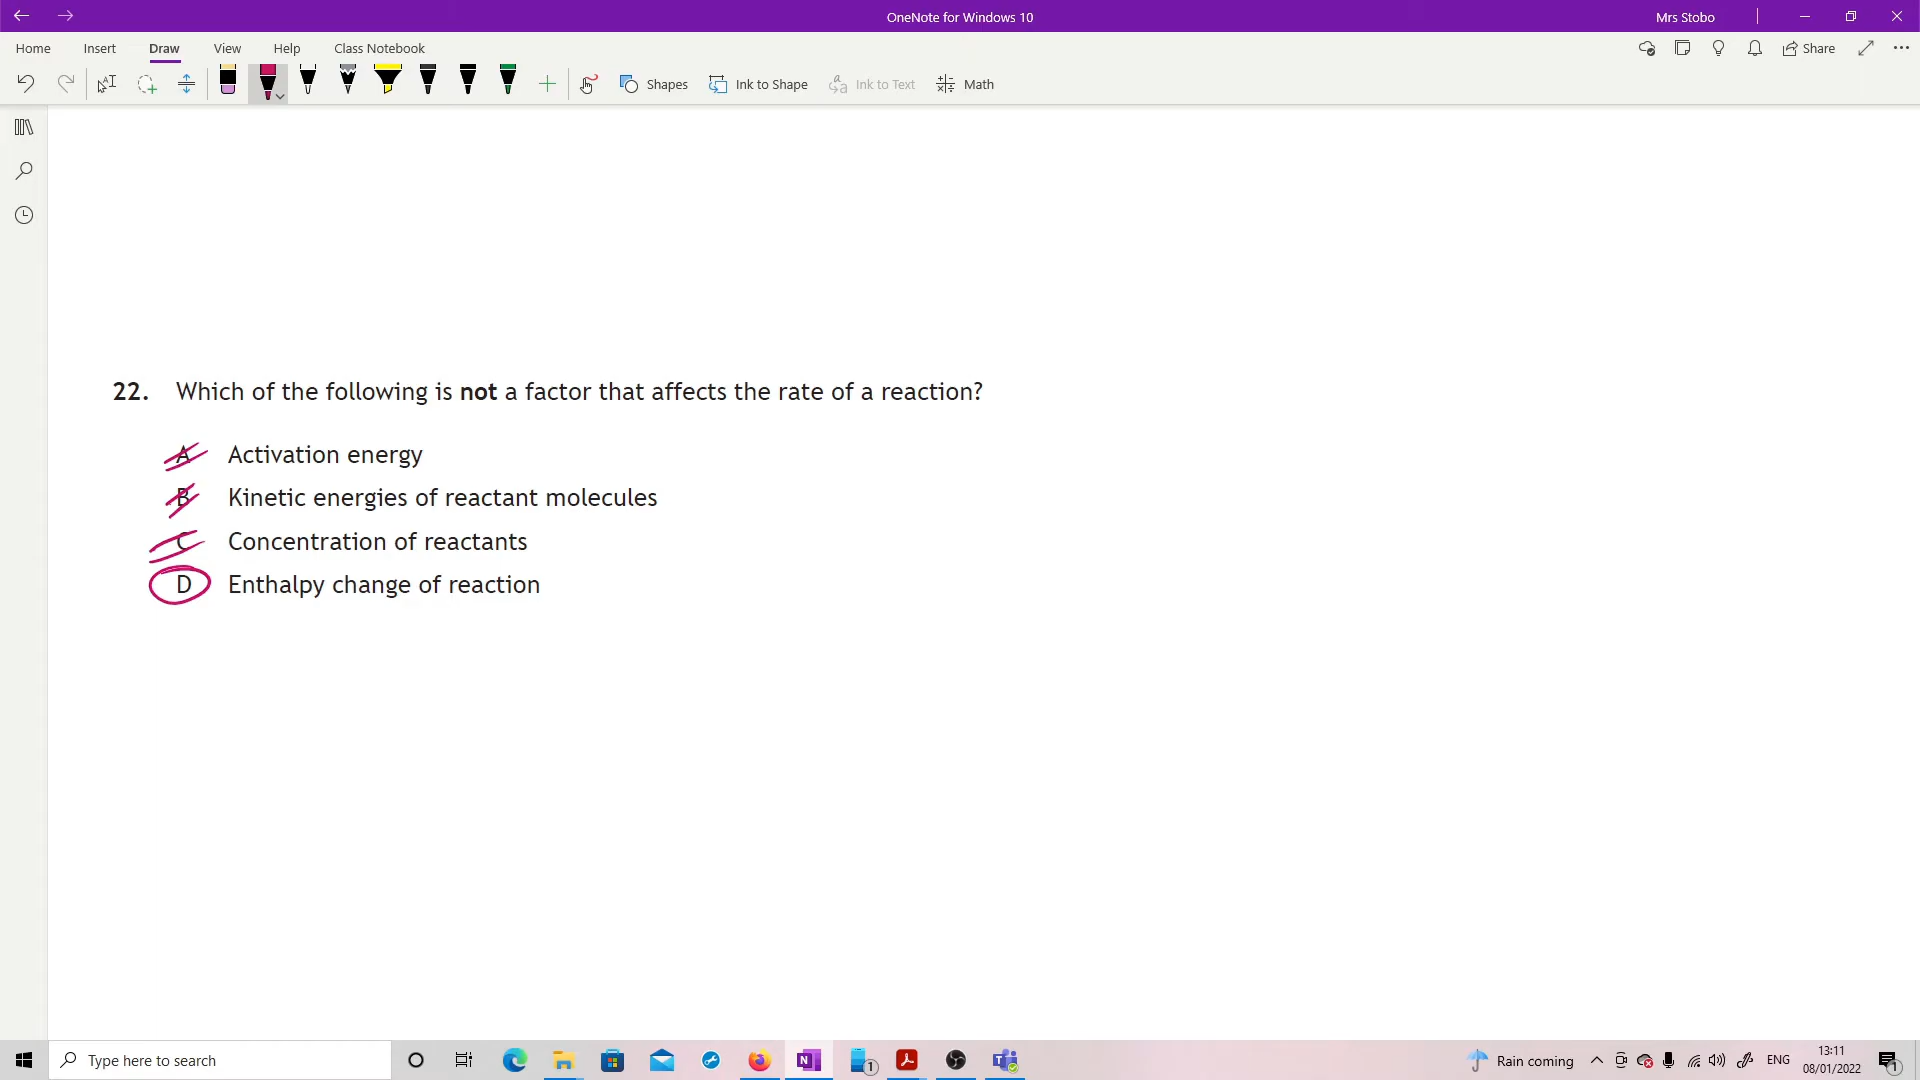 OneNote for Windows 10
Mrs Stobo
Home Insert Draw View Help Class Notebook
Share
Shapes Ink to Shape Ink to Text Math
22. Which of the following is not a factor that affects the rate of a reaction?
A Activation energy
B Kinetic energies of reactant molecules
C Concentration of reactants
D Enthalpy change of reaction
Type here to search
1
Rain coming
ENG
13:11
08/01/2022
1